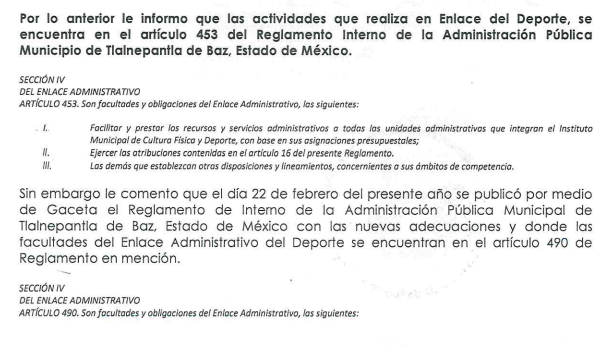 Por lo anterior le informo que las actividades que realiza en Enlace del Deporte, se
encuentra en el artículo 453 del Reglamento Interno de la Administración Pública
Municipio de Tlalnepantla de Baz, Estado de México.
SECCIÓN IV
DEL ENLACE ADMINISTRATIVO
ARTÍCULO 453. Son facultades y obligaciones del Enlace Administrativo, las siguientes:
I. Facilitar y prestar los recursos y servicios administrativos a todas las unidades administrativas que integran el Instituto
Municipal de Cultura Física y Deporte, con base en sus asignaciones presupuestales;
II. Ejercer las atribuciones contenidas en el artículo 16 del presente Reglamento.
III. Las demás que establezcan otras disposiciones y lineamientos, concernientes a sus ámbitos de competencia.
Sin embargo le comento que el día 22 de febrero del presente año se publicó por medio
de Gaceta el Reglamento de Interno de la Administración Pública Municipal de
Tlalnepantla de Baz, Estado de México con las nuevas adecuaciones y donde las
facultades del Enlace Administrativo del Deporte se encuentran en el artículo 490 de
Reglamento en mención.
SECCIÓN IV
DEL ENLACE ADMINISTRATIVO
ARTÍCULO 490. Son facultades y obligaciones del Enlace Administrativo, las siguientes: